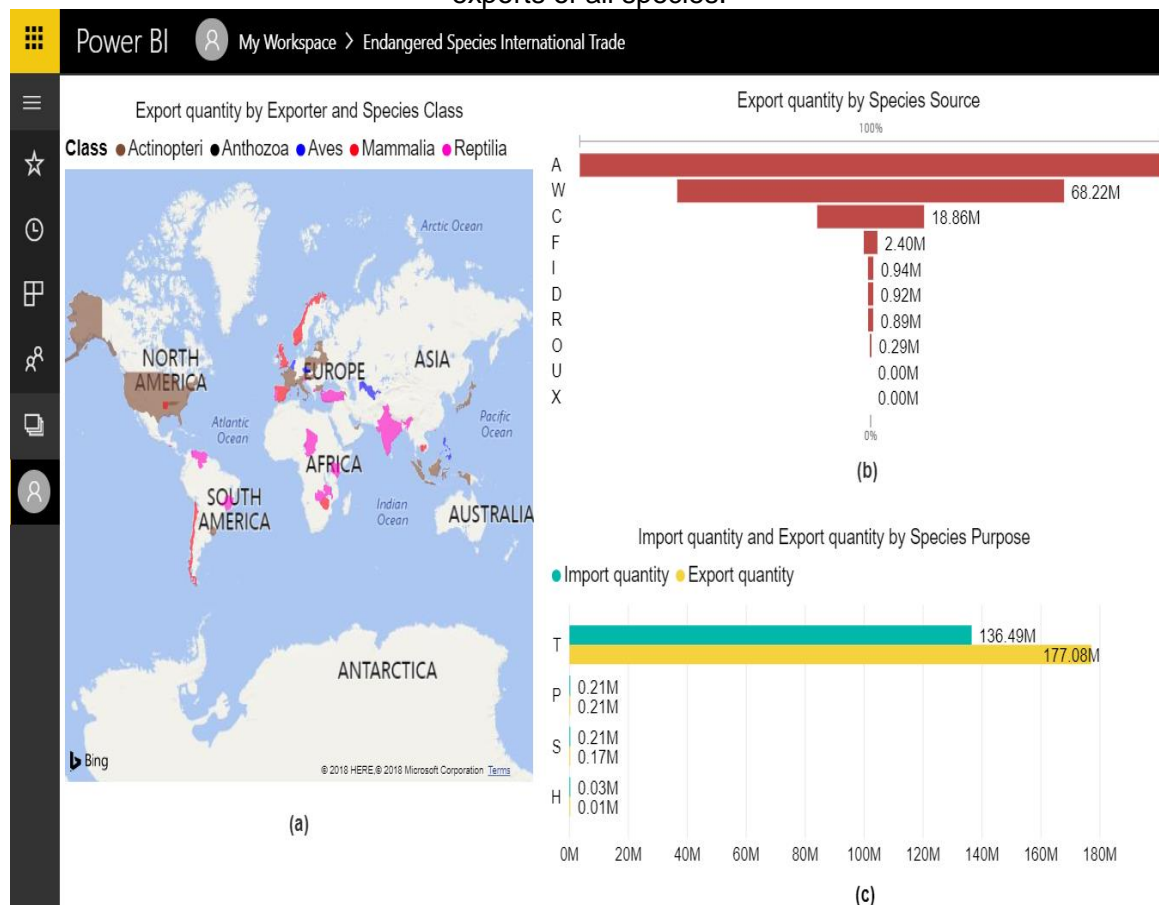 exports of all species.
Power BI My Workspace > Endangered Species International Trade
Export quantity by Exporter and Species Class
Class Actinopteri Anthozoa Aves Mammalia Reptilia
Arctic Ocean
NORTH AMERICA
EUROPE
ASIA
Atlantic Ocean
Pacific Ocean
AFRICA
SOUTH AMERICA
Indian Ocean
AUSTRALIA
ANTARCTICA
Bing
© 2018 HERE,© 2018 Microsoft Corporation Terms
(a)
Export quantity by Species Source
100%
A
W 68.22M
C 18.86M
F 2.40M
I 0.94M
D 0.92M
R 0.89M
O 0.29M
U 0.00M
X 0.00M
0%
(b)
Import quantity and Export quantity by Species Purpose
Import quantity Export quantity
T 136.49M
177.08M
P 0.21M
0.21M
S 0.21M
0.17M
H 0.03M
0.01M
0M 20M 40M 60M 80M 100M 120M 140M 160M 180M
(c)